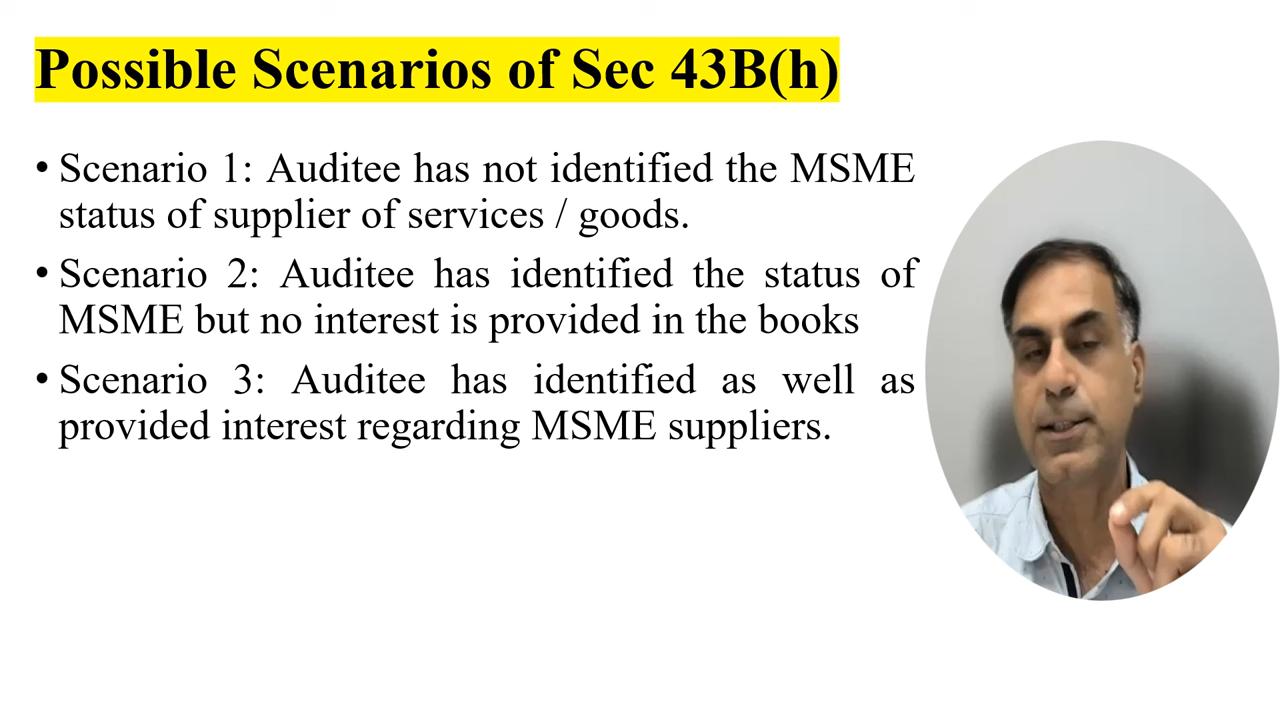 Possible Scenarios of Sec 43B(h)
• Scenario 1: Auditee has not identified the MSME
status of supplier of services / goods.
• Scenario 2: Auditee has identified the status of
MSME but no interest is provided in the books
• Scenario 3: Auditee has identified as well as
provided interest regarding MSME suppliers.